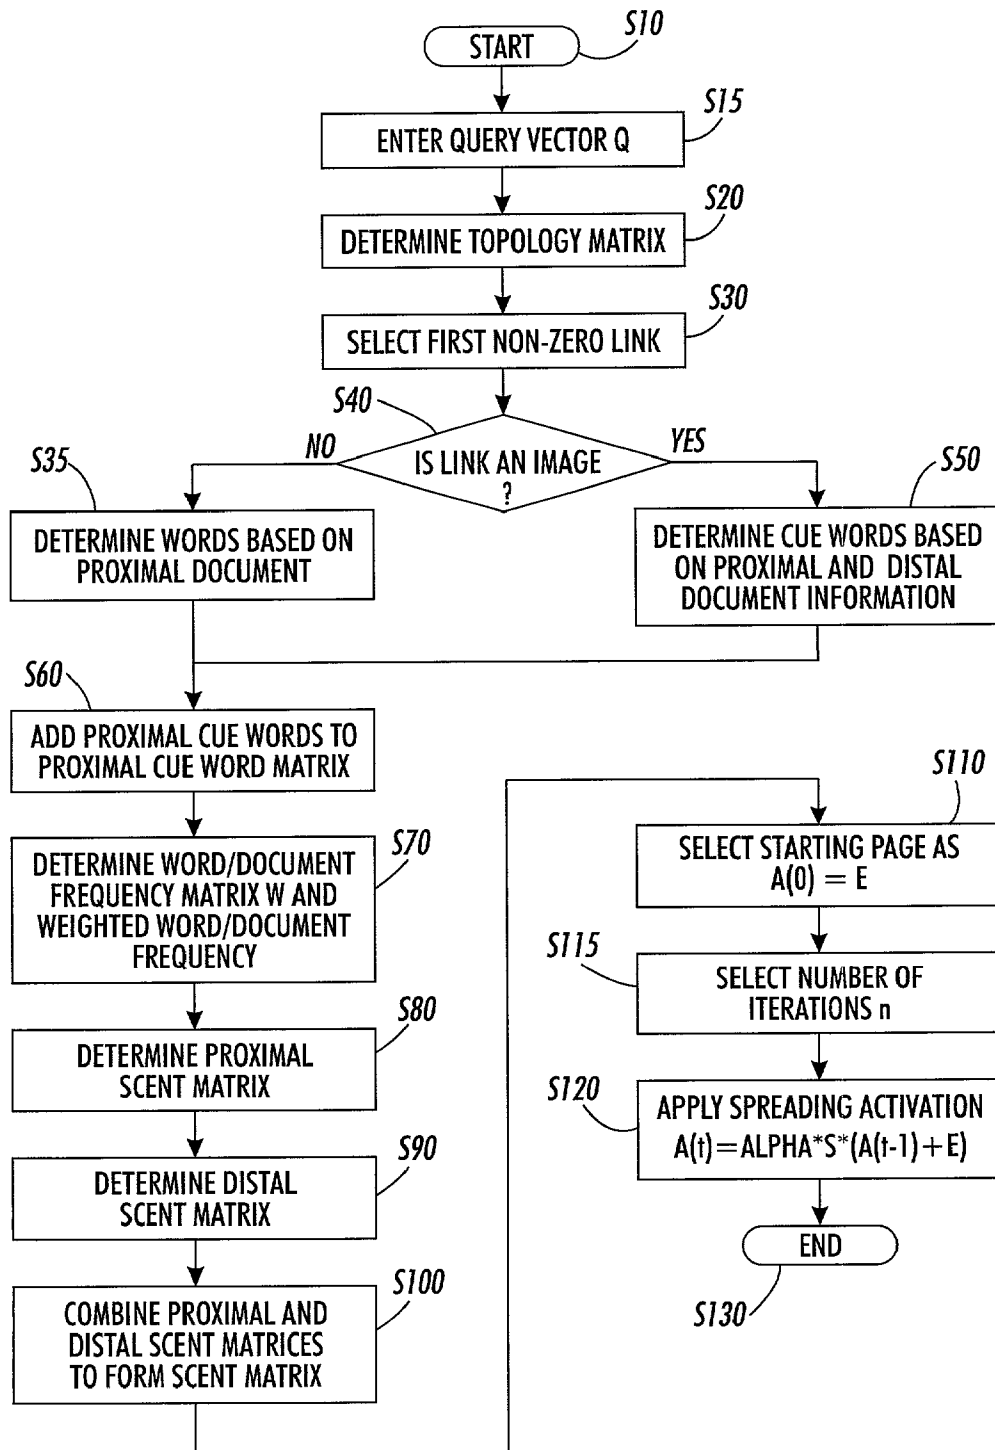 START
S10
S15
ENTER QUERY VECTOR Q
S20
DETERMINE TOPOLOGY MATRIX
S30
SELECT FIRST NON-ZERO LINK
S40
NO
YES
IS LINK AN IMAGE
?
S35
DETERMINE WORDS BASED ON
PROXIMAL DOCUMENT
S50
DETERMINE CUE WORDS BASED
ON PROXIMAL AND DISTAL
DOCUMENT INFORMATION
S60
ADD PROXIMAL CUE WORDS TO
PROXIMAL CUE WORD MATRIX
S70
DETERMINE WORD/DOCUMENT
FREQUENCY MATRIX W AND
WEIGHTED WORD/DOCUMENT
FREQUENCY
S80
DETERMINE PROXIMAL
SCENT MATRIX
S90
DETERMINE DISTAL
SCENT MATRIX
S100
COMBINE PROXIMAL AND
DISTAL SCENT MATRICES
TO FORM SCENT MATRIX
S110
SELECT STARTING PAGE AS
A(0) = E
S115
SELECT NUMBER OF
ITERATIONS n
S120
APPLY SPREADING ACTIVATION
A(t)=ALPHA*S*(A(t-1)+E)
END
S130